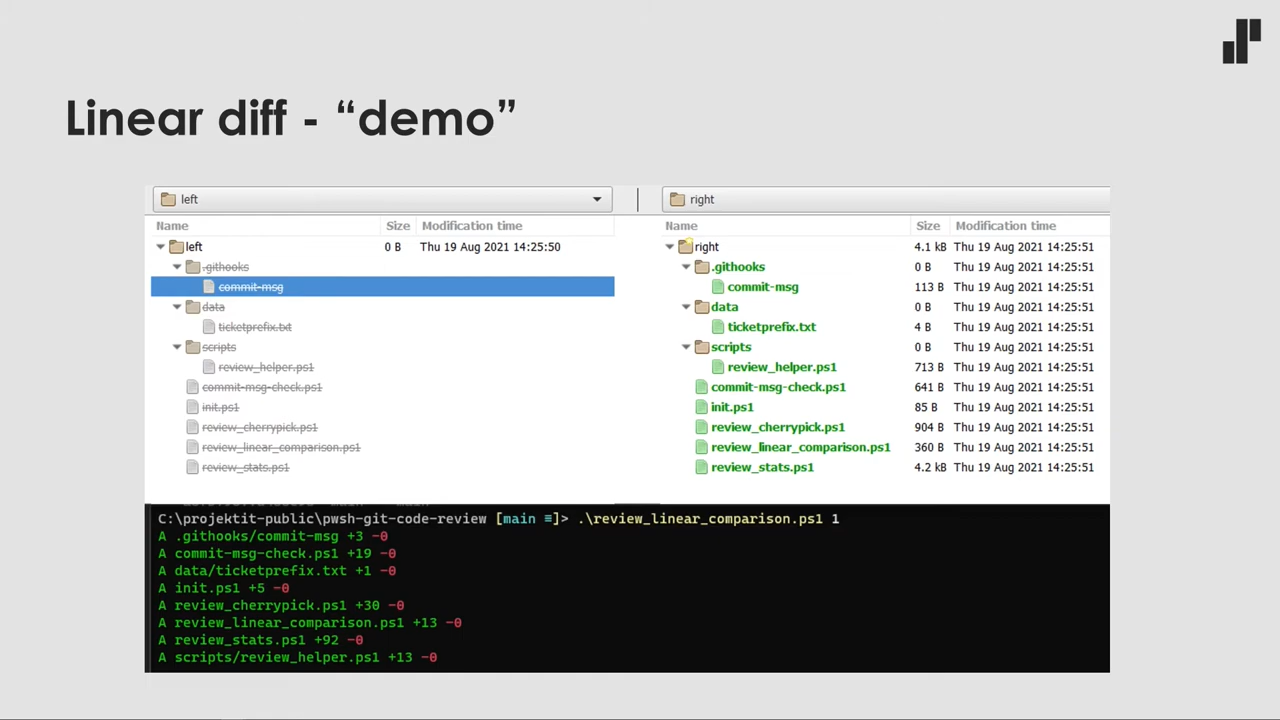 Linear diff - “demo”
left
right
Name Size Modification time
Name Size Modification time
left 0 B Thu 19 Aug 2021 14:25:50
right 4.1 kB Thu 19 Aug 2021 14:25:51
.githooks
.githooks 0 B Thu 19 Aug 2021 14:25:51
commit-msg
commit-msg 113 B Thu 19 Aug 2021 14:25:51
data
data 0 B Thu 19 Aug 2021 14:25:51
ticketprefix.txt
ticketprefix.txt 4 B Thu 19 Aug 2021 14:25:51
scripts
scripts 0 B Thu 19 Aug 2021 14:25:51
review_helper.ps1
review_helper.ps1 713 B Thu 19 Aug 2021 14:25:51
commit-msg-check.ps1
commit-msg-check.ps1 641 B Thu 19 Aug 2021 14:25:51
init.ps1
init.ps1 85 B Thu 19 Aug 2021 14:25:51
review_cherrypick.ps1
review_cherrypick.ps1 904 B Thu 19 Aug 2021 14:25:51
review_linear_comparison.ps1
review_linear_comparison.ps1 360 B Thu 19 Aug 2021 14:25:51
review_stats.ps1
review_stats.ps1 4.2 kB Thu 19 Aug 2021 14:25:51
C:\projektit-public\pwsh-git-code-review [main ≡]> .\review_linear_comparison.ps1 1
A .githooks/commit-msg +3 -0
A commit-msg-check.ps1 +19 -0
A data/ticketprefix.txt +1 -0
A init.ps1 +5 -0
A review_cherrypick.ps1 +30 -0
A review_linear_comparison.ps1 +13 -0
A review_stats.ps1 +92 -0
A scripts/review_helper.ps1 +13 -0